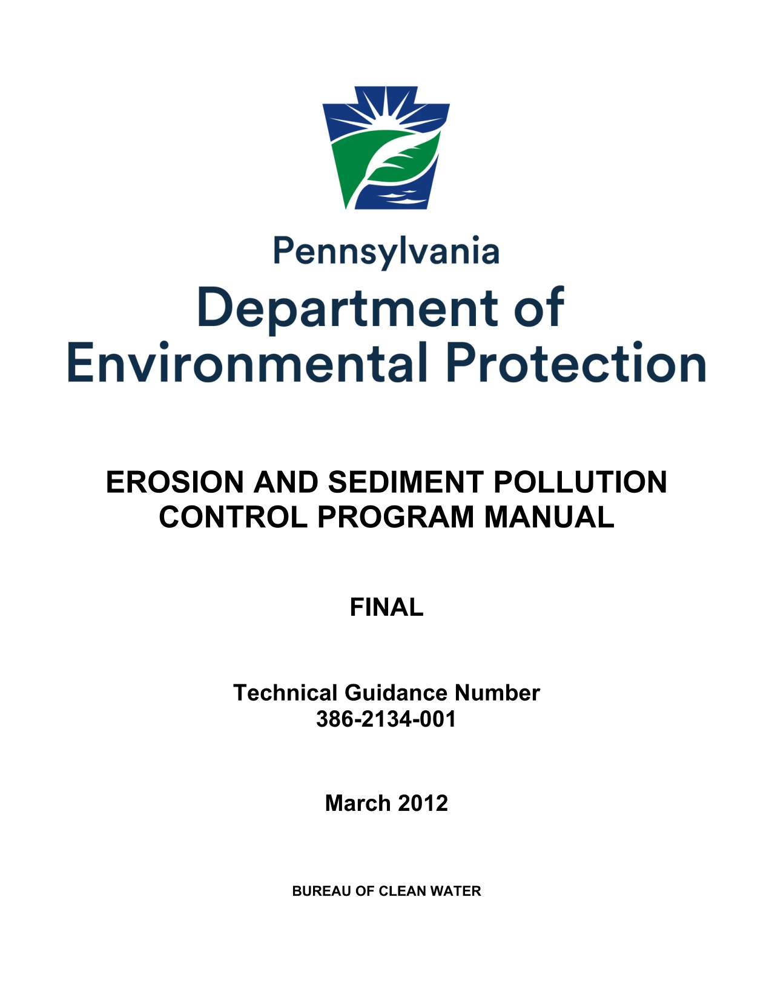 Pennsylvania
Department of
Environmental Protection
EROSION AND SEDIMENT POLLUTION
CONTROL PROGRAM MANUAL
FINAL
Technical Guidance Number
386-2134-001
March 2012
BUREAU OF CLEAN WATER